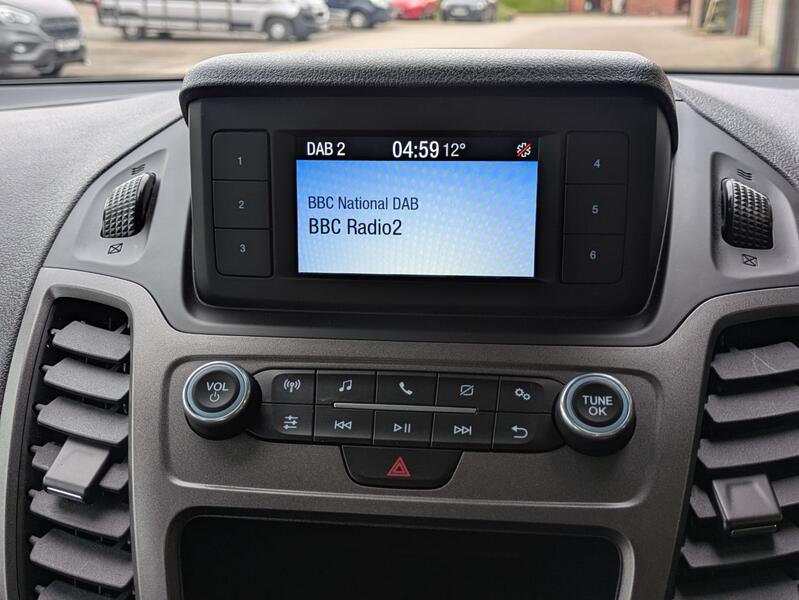 DAB 2 04:59 12°
BBC National DAB
BBC Radio2
1
2
3
4
5
6
VOL
TUNE
OK